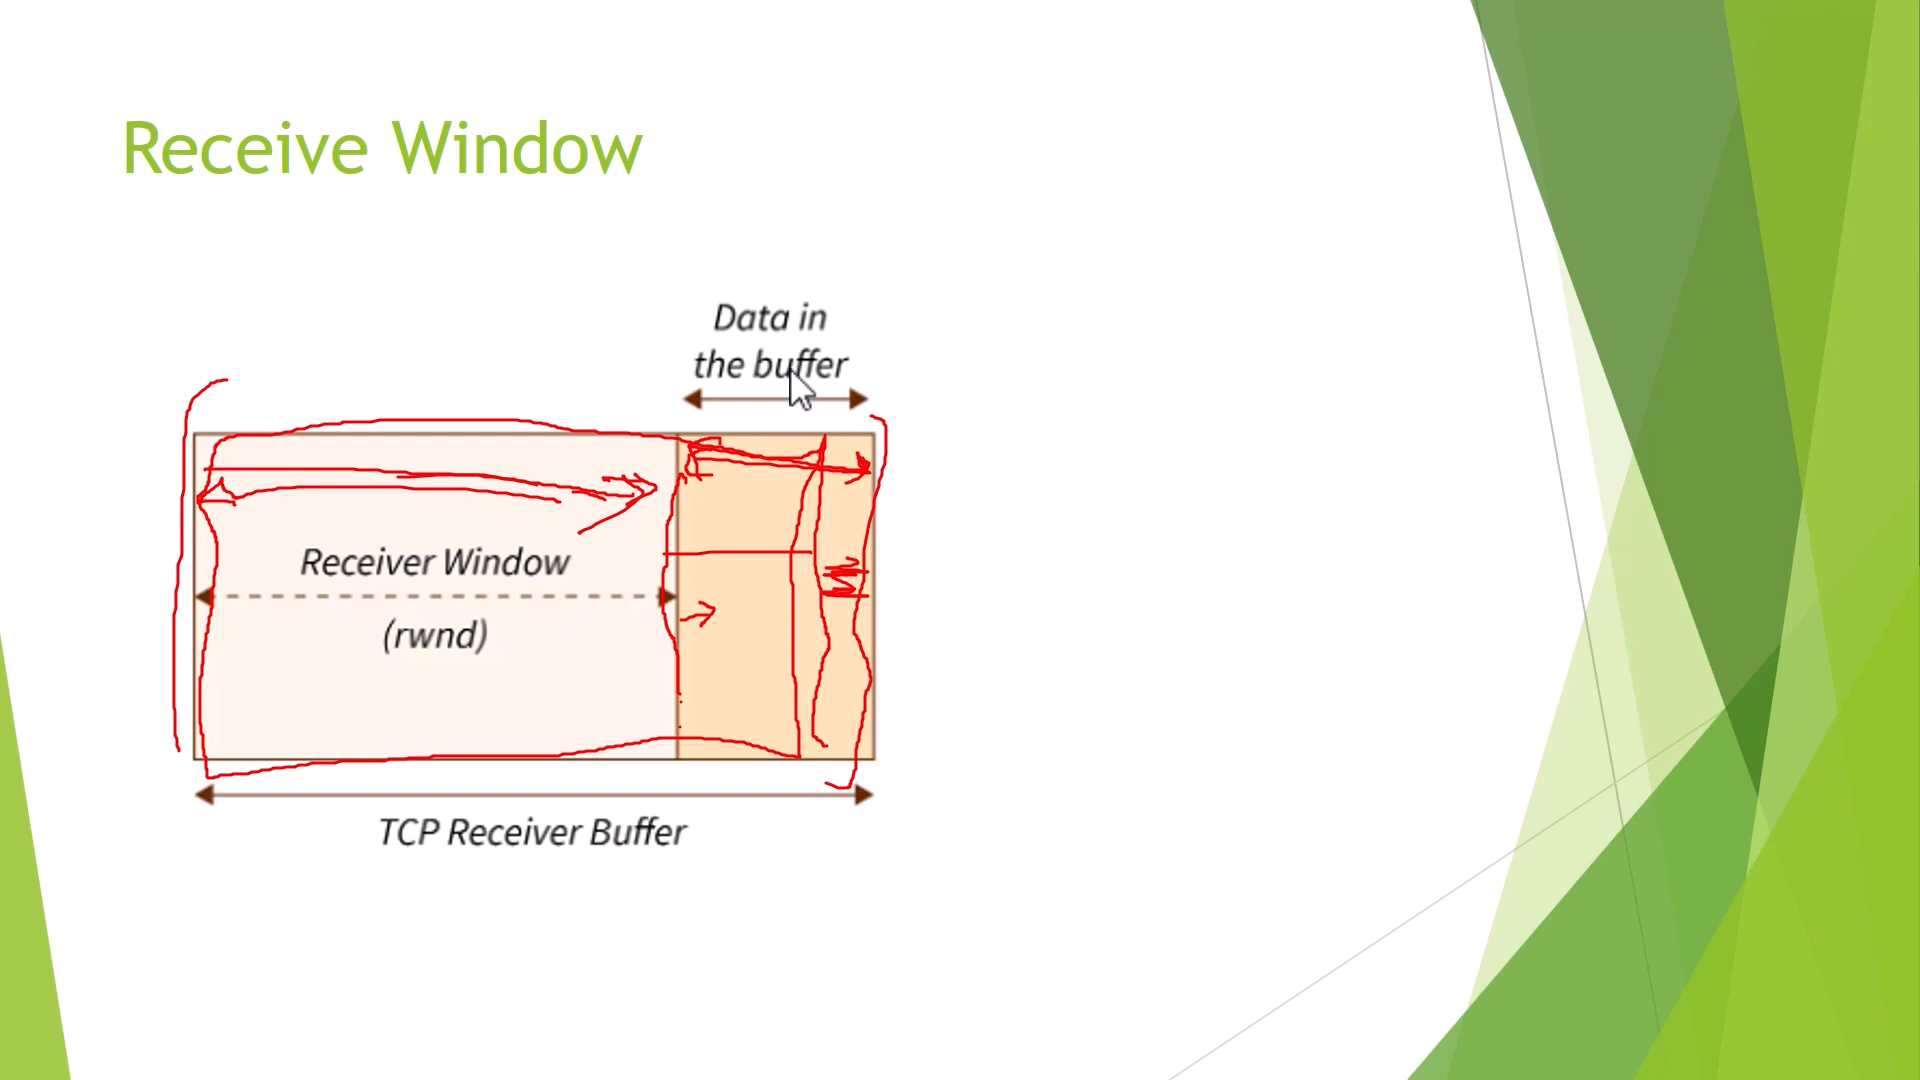 Receive Window
Data in
the buffer
Receiver Window
(rwnd)
TCP Receiver Buffer